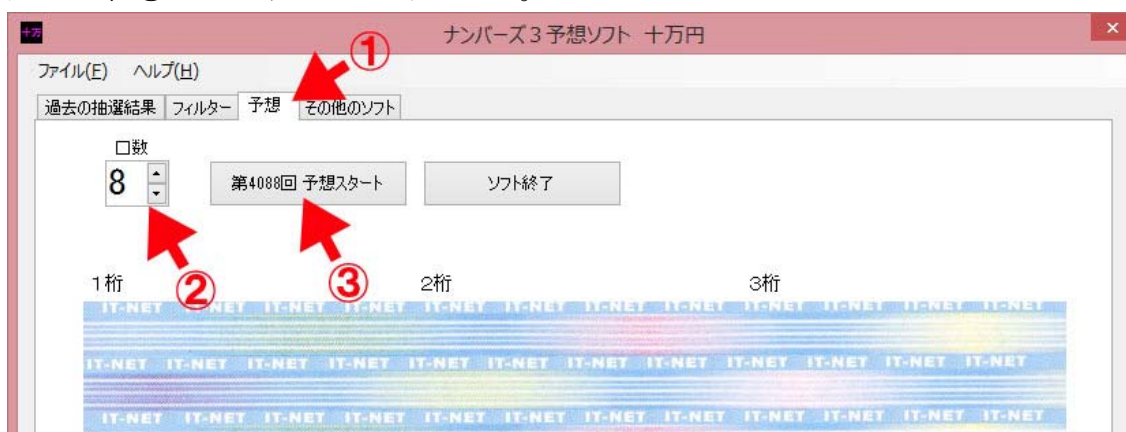 十万 ナンバーズ3予想ソフト 十万円 ×
①
ファイル(F) ヘルプ(H)
過去の抽選結果 フィルター 予想 その他のソフト
口数
8 第4088回 予想スタート ソフト終了
② ③
1桁 2桁 3桁
IT-NET IT-NET IT-NET IT-NET IT-NET IT-NET IT-NET IT-NET IT-NET IT-NET IT-NET IT-NET
IT-NET IT-NET IT-NET IT-NET IT-NET IT-NET IT-NET IT-NET IT-NET IT-NET IT-NET IT-NET
IT-NET IT-NET IT-NET IT-NET IT-NET IT-NET IT-NET IT-NET IT-NET IT-NET IT-NET IT-NET